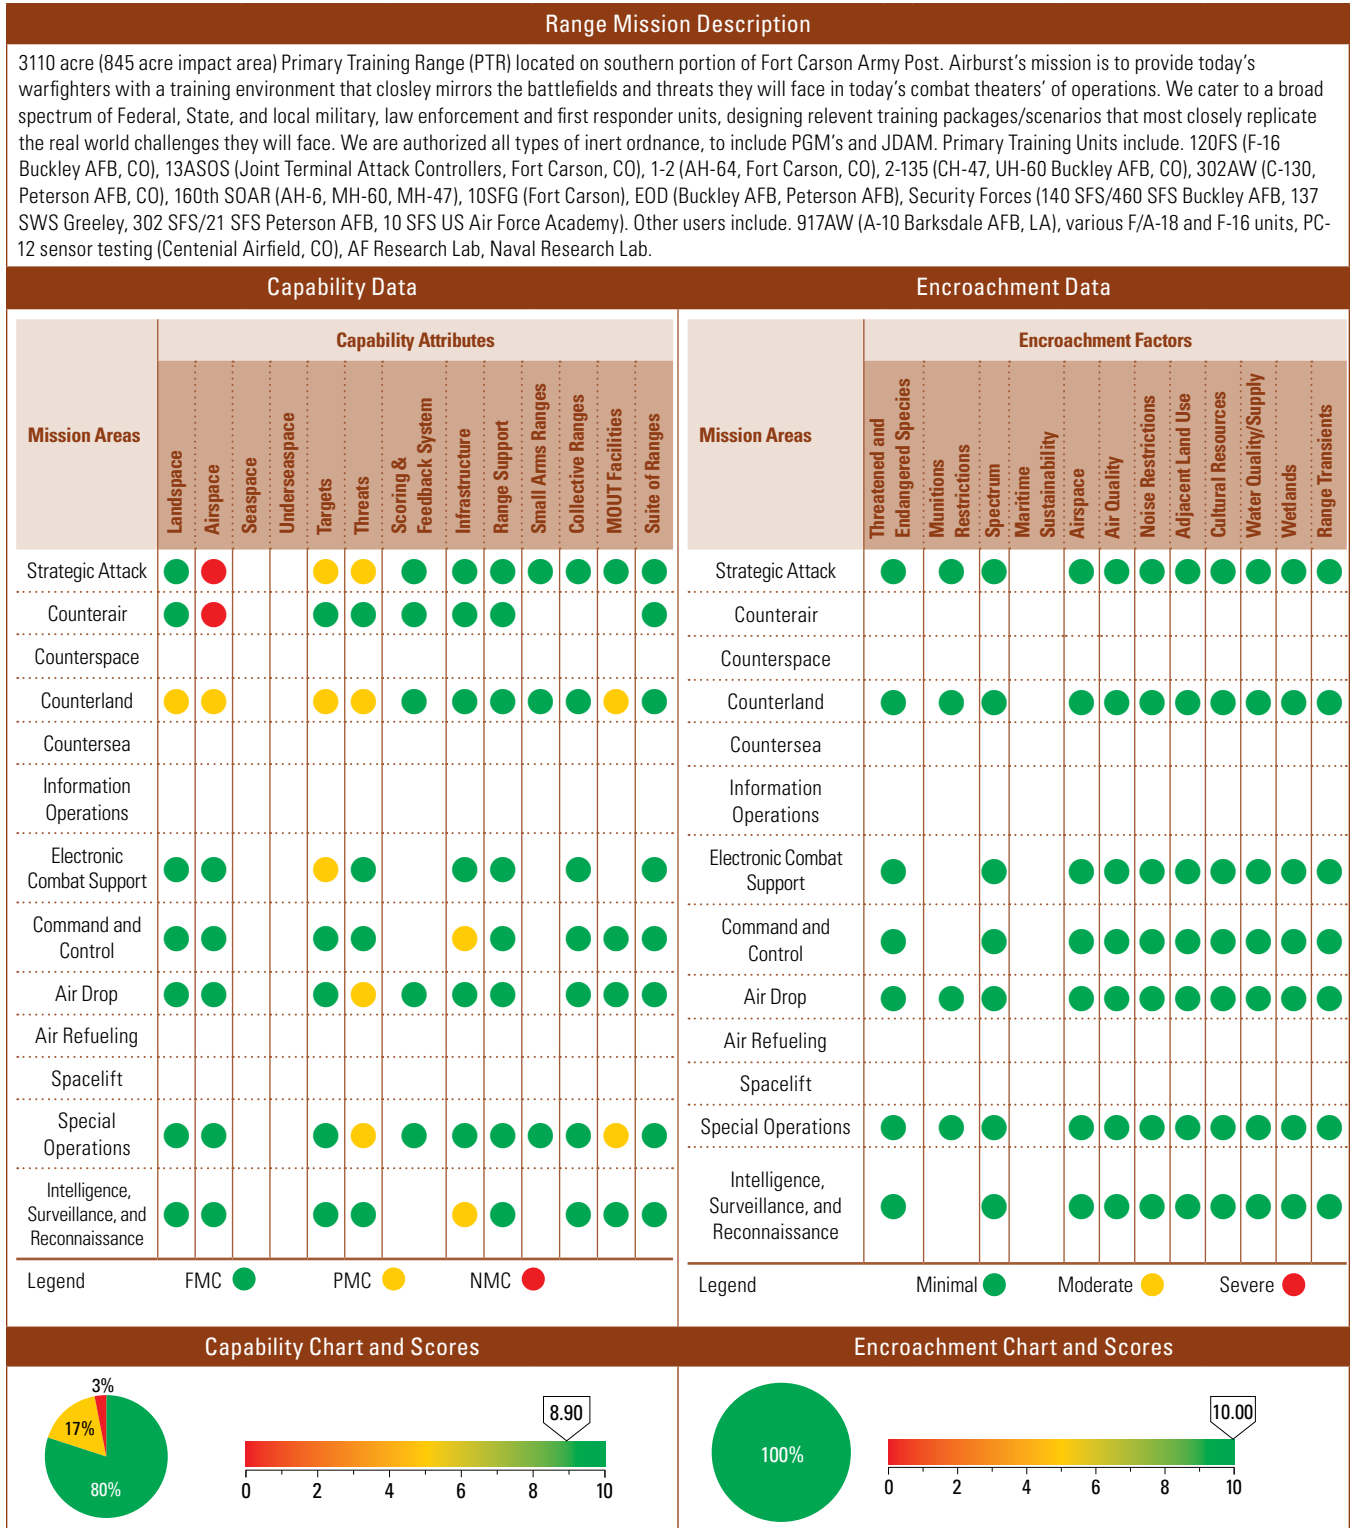 Range Mission Description
3110 acre (845 acre impact area) Primary Training Range (PTR) located on southern portion of Fort Carson Army Post. Airburst's mission is to provide today's
warfighters with a training environment that closley mirrors the battlefields and threats they will face in today's combat theaters' of operations. We cater to a broad
spectrum of Federal, State, and local military, law enforcement and first responder units, designing relevent training packages/scenarios that most closely replicate
the real world challenges they will face. We are authorized all types of inert ordnance, to include PGM's and JDAM. Primary Training Units include. 120FS (F-16
Buckley AFB, CO), 13ASOS (Joint Terminal Attack Controllers, Fort Carson, CO), 1-2 (AH-64, Fort Carson, CO), 2-135 (CH-47, UH-60 Buckley AFB, CO), 302AW (C-130,
Peterson AFB, CO), 160th SOAR (AH-6, MH-60, MH-47), 10SFG (Fort Carson), EOD (Buckley AFB, Peterson AFB), Security Forces (140 SFS/460 SFS Buckley AFB, 137
SWS Greeley, 302 SFS/21 SFS Peterson AFB, 10 SFS US Air Force Academy). Other users include. 917AW (A-10 Barksdale AFB, LA), various F/A-18 and F-16 units, PC-
12 sensor testing (Centenial Airfield, CO), AF Research Lab, Naval Research Lab.
Capability Data
Capability Attributes
Mission Areas
Landspace
Airspace
Seaspace
Underseaspace
Targets
Threats
Scoring &
Feedback System
Infrastructure
Range Support
Small Arms Ranges
Collective Ranges
MOUT Facilities
Suite of Ranges
Strategic Attack
Counterair
Counterspace
Counterland
Countersea
Information
Operations
Electronic
Combat Support
Command and
Control
Air Drop
Air Refueling
Spacelift
Special
Operations
Intelligence,
Surveillance, and
Reconnaissance
Legend FMC PMC NMC
Encroachment Data
Encroachment Factors
Mission Areas
Threatened and
Endangered Species
Munitions
Restrictions
Spectrum
Maritime
Sustainability
Airspace
Air Quality
Noise Restrictions
Adjacent Land Use
Cultural Resources
Water Quality/Supply
Wetlands
Range Transients
Strategic Attack
Counterair
Counterspace
Counterland
Countersea
Information
Operations
Electronic Combat
Support
Command and
Control
Air Drop
Air Refueling
Spacelift
Special Operations
Intelligence,
Surveillance, and
Reconnaissance
Legend Minimal Moderate Severe
Capability Chart and Scores
3%
17%
80%
8.90
0 2 4 6 8 10
Encroachment Chart and Scores
100%
10.00
0 2 4 6 8 10